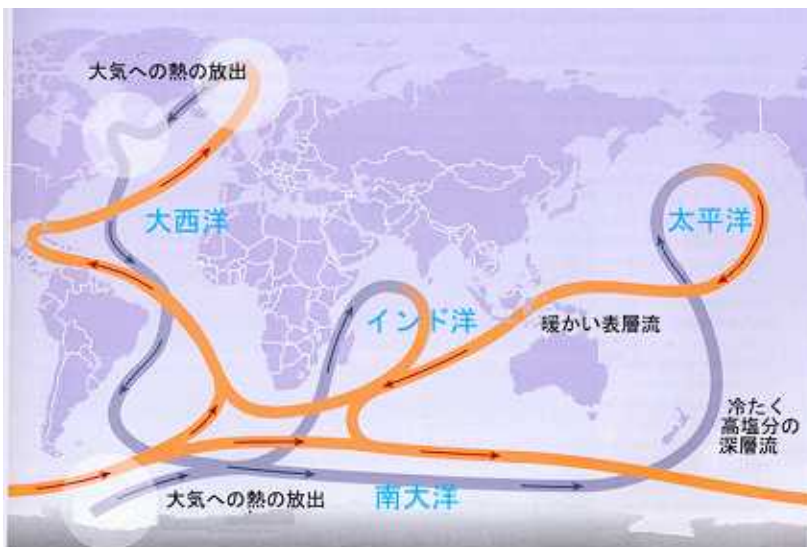 大気への熱の放出
大西洋
太平洋
インド洋
暖かい表層流
冷たく
高塩分の
深層流
大気への熱の放出
南大洋